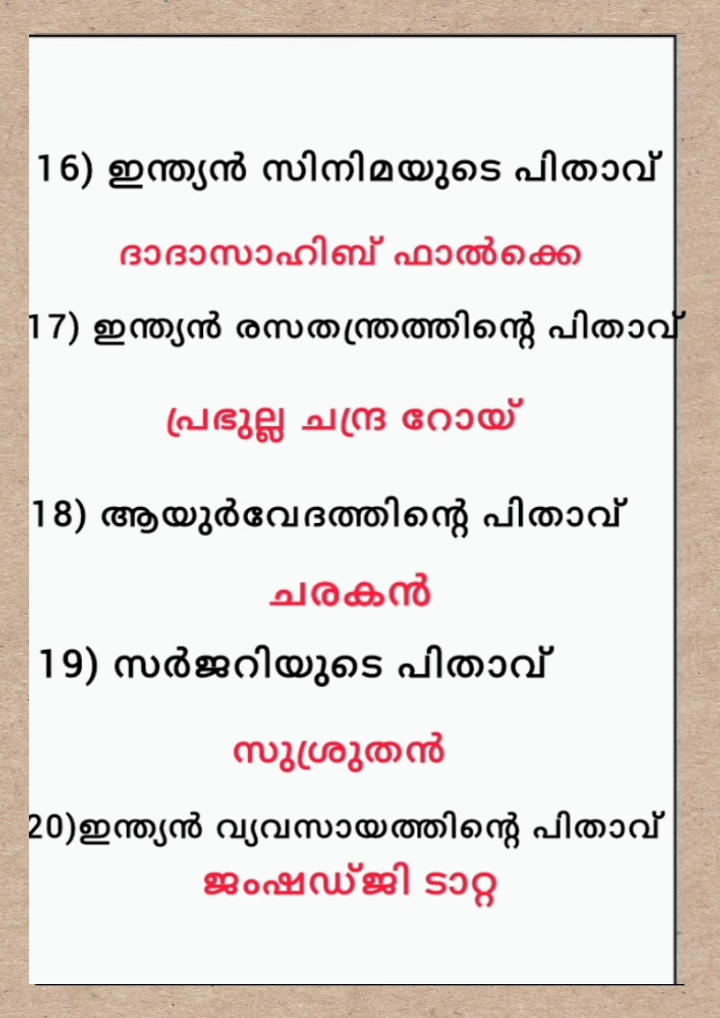 16) ഇന്ത്യൻ സിനിമയുടെ പിതാവ്
ദാദാസാഹിബ് ഫാൽക്കെ
17) ഇന്ത്യൻ രസതന്ത്രത്തിന്റെ പിതാവ്
പ്രഭുല്ല ചന്ദ്ര റോയ്
18) ആയുർവേദത്തിന്റെ പിതാവ്
ചരകൻ
19) സർജറിയുടെ പിതാവ്
സുശ്രുതൻ
20)ഇന്ത്യൻ വ്യവസായത്തിന്റെ പിതാവ്
ജംഷഡ്ജി ടാറ്റ